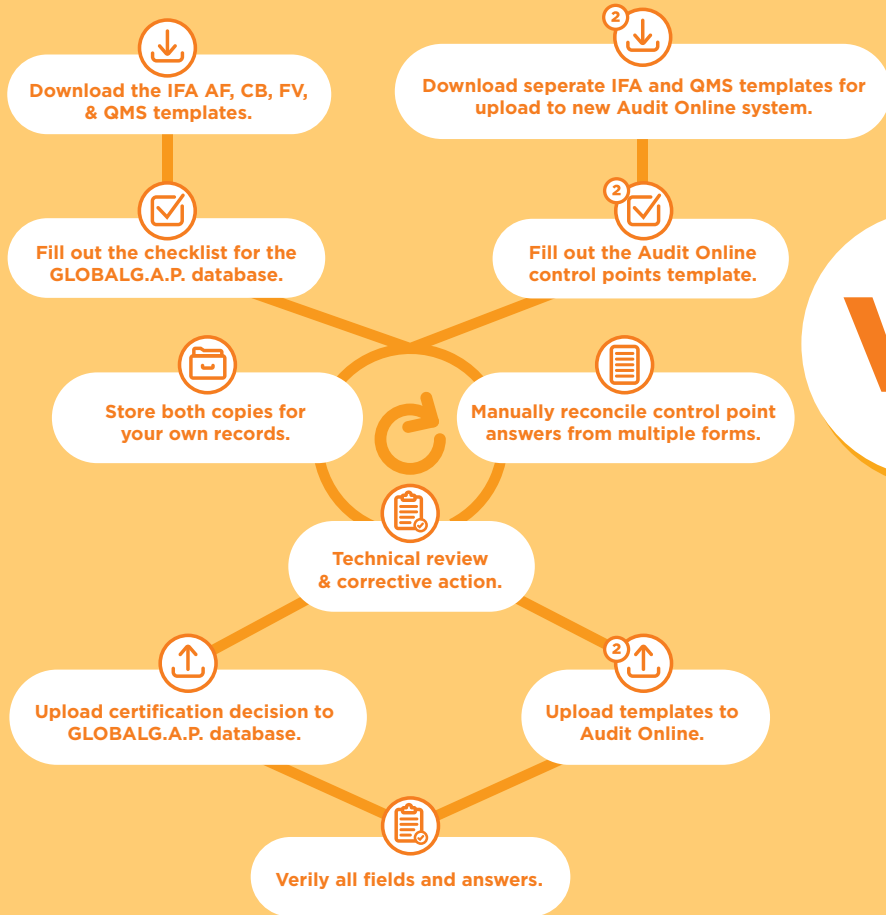 Download the IFA AF, CB, FV,
& QMS templates.
2
Download seperate IFA and QMS templates for
upload to new Audit Online system.
Fill out the checklist for the
GLOBALG.A.P. database.
2
Fill out the Audit Online
control points template.
Store both copies for
your own records.
Manually reconcile control point
answers from multiple forms.
Technical review
& corrective action.
Upload certification decision to
GLOBALG.A.P. database.
2
Upload templates to
Audit Online.
Verily all fields and answers.